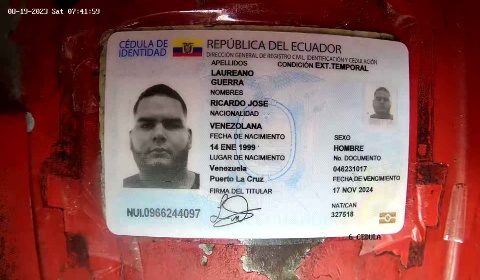 08-19-2023 Sat 07:41:59
CÉDULA DE IDENTIDAD
REPÚBLICA DEL ECUADOR
DIRECCIÓN GENERAL DE REGISTRO CIVIL, IDENTIFICACIÓN Y CEDULACIÓN
APELLIDOS
CONDICIÓN EXT.TEMPORAL
LAUREANO
GUERRA
NOMBRES
RICARDO JOSE
NACIONALIDAD
VENEZOLANA
FECHA DE NACIMIENTO
SEXO
14 ENE 1999
HOMBRE
LUGAR DE NACIMIENTO
No. DOCUMENTO
Venezuela
046231017
Puerto La Cruz
FECHA DE VENCIMIENTO
FIRMA DEL TITULAR
17 NOV 2024
NUI.0966244097
NAT/CAN
327518
6 CEDULA